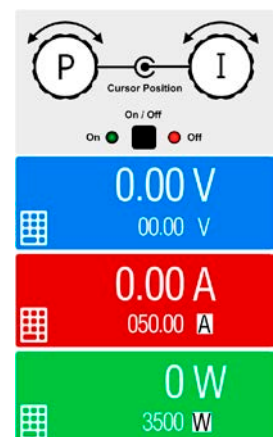 P I
Cursor Position
On / Off
On Off
0.00 V
00.00 V
0.00 A
050.00 A
0 W
3500 W